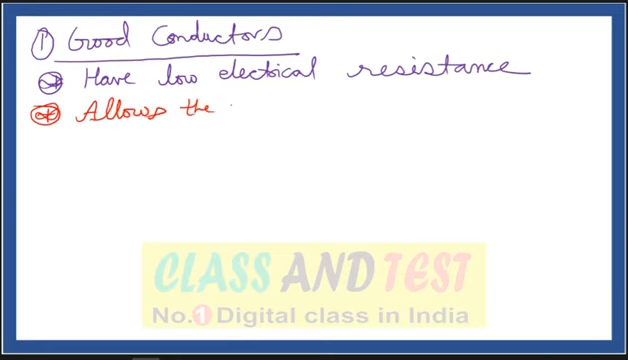 ① Good Conductors
* Have low electrical resistance
* Allows the
CLASS AND TEST
No.1 Digital class in India